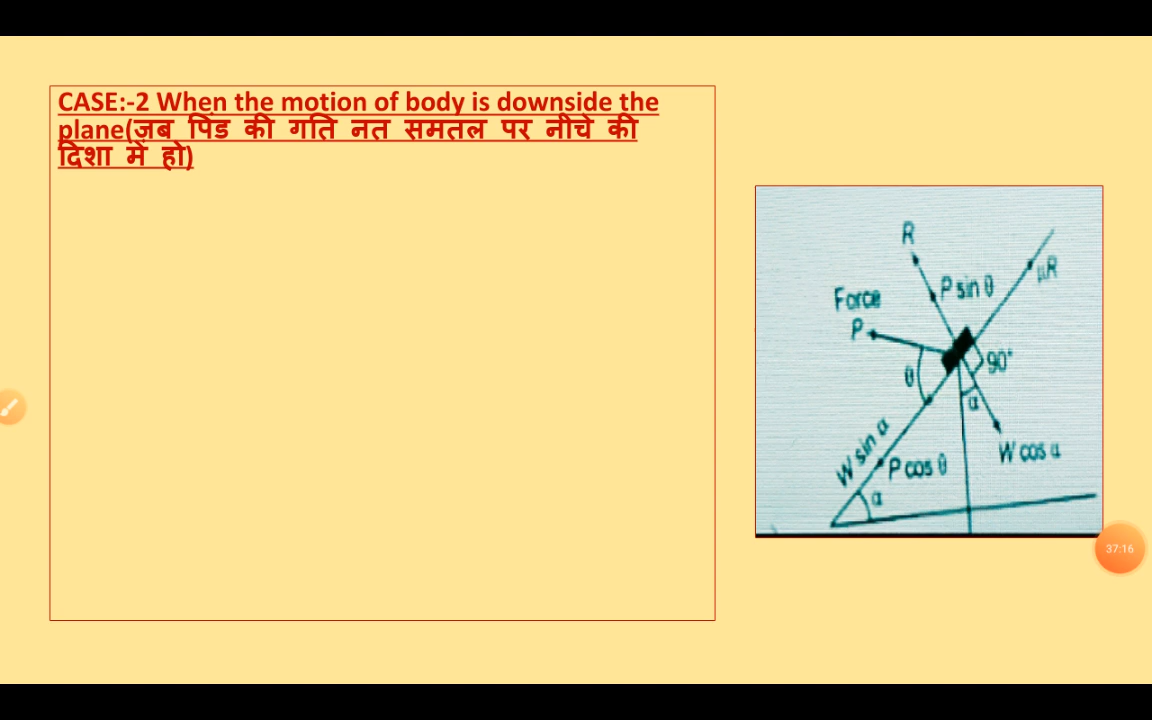 CASE:-2 When the motion of body is downside the
plane(जब पिंड की गति नत समतल पर नीचे की
दिशा में हो)
R
μR
P sin θ
Force
P
90°
θ
α
W sin α
W cos α
P cos θ
α
37:16